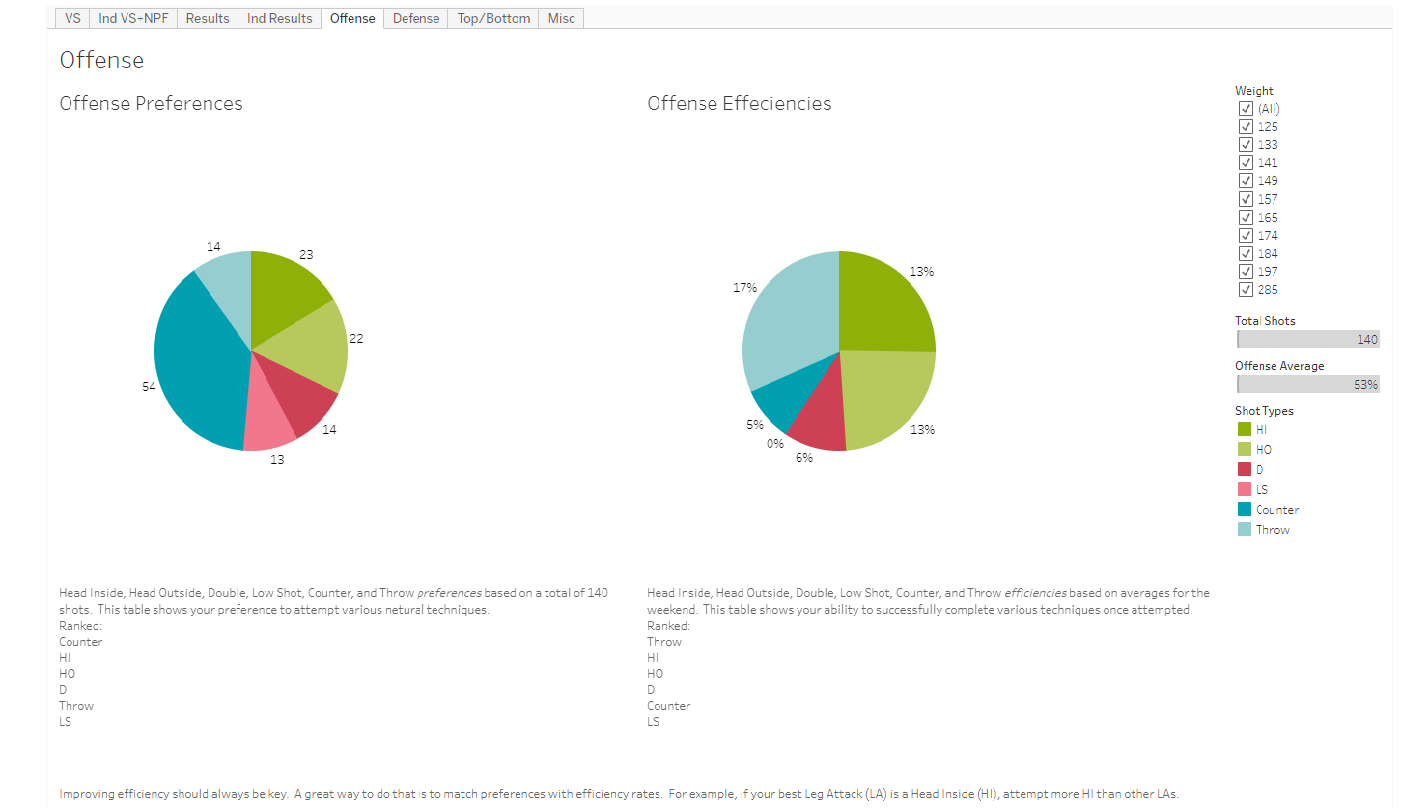 VS Ind VS-NPF Results Ind Results Offense Defense Top/Bottom Misc
Offense
Offense Preferences
14
23
22
54
14
13
Head Inside, Head Outside, Double, Low Shot, Counter, and Throw preferences based on a total of 140
shots. This table shows your preference to attempt various netural techniques.
Ranked:
Counter
HI
HO
D
Throw
LS
Offense Effeciencies
13%
17%
5%
0%
6%
13%
Head Inside, Head Outside, Double, Low Shot, Counter, and Throw efficiencies based on averages for the
weekend. This table shows your ability to successfully complete various techniques once attempted
Ranked:
Throw
HI
HO
D
Counter
LS
Weight
(All)
125
133
141
149
157
165
174
184
197
285
Total Shots
140
Offense Average
53%
Shot Types
HI
HO
D
LS
Counter
Throw
Improving efficiency should always be key. A great way to do that is to match preferences with efficiency rates. For example, if your best Leg Attack (LA) is a Head Inside (HI), attempt more HI than other LAs.